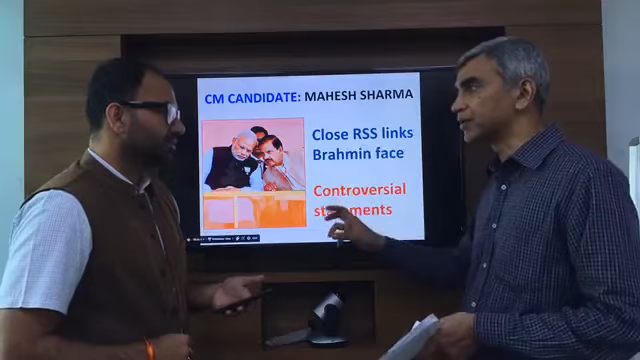 CM CANDIDATE: MAHESH SHARMA
Close RSS links
Brahmin face
Controversial
statements